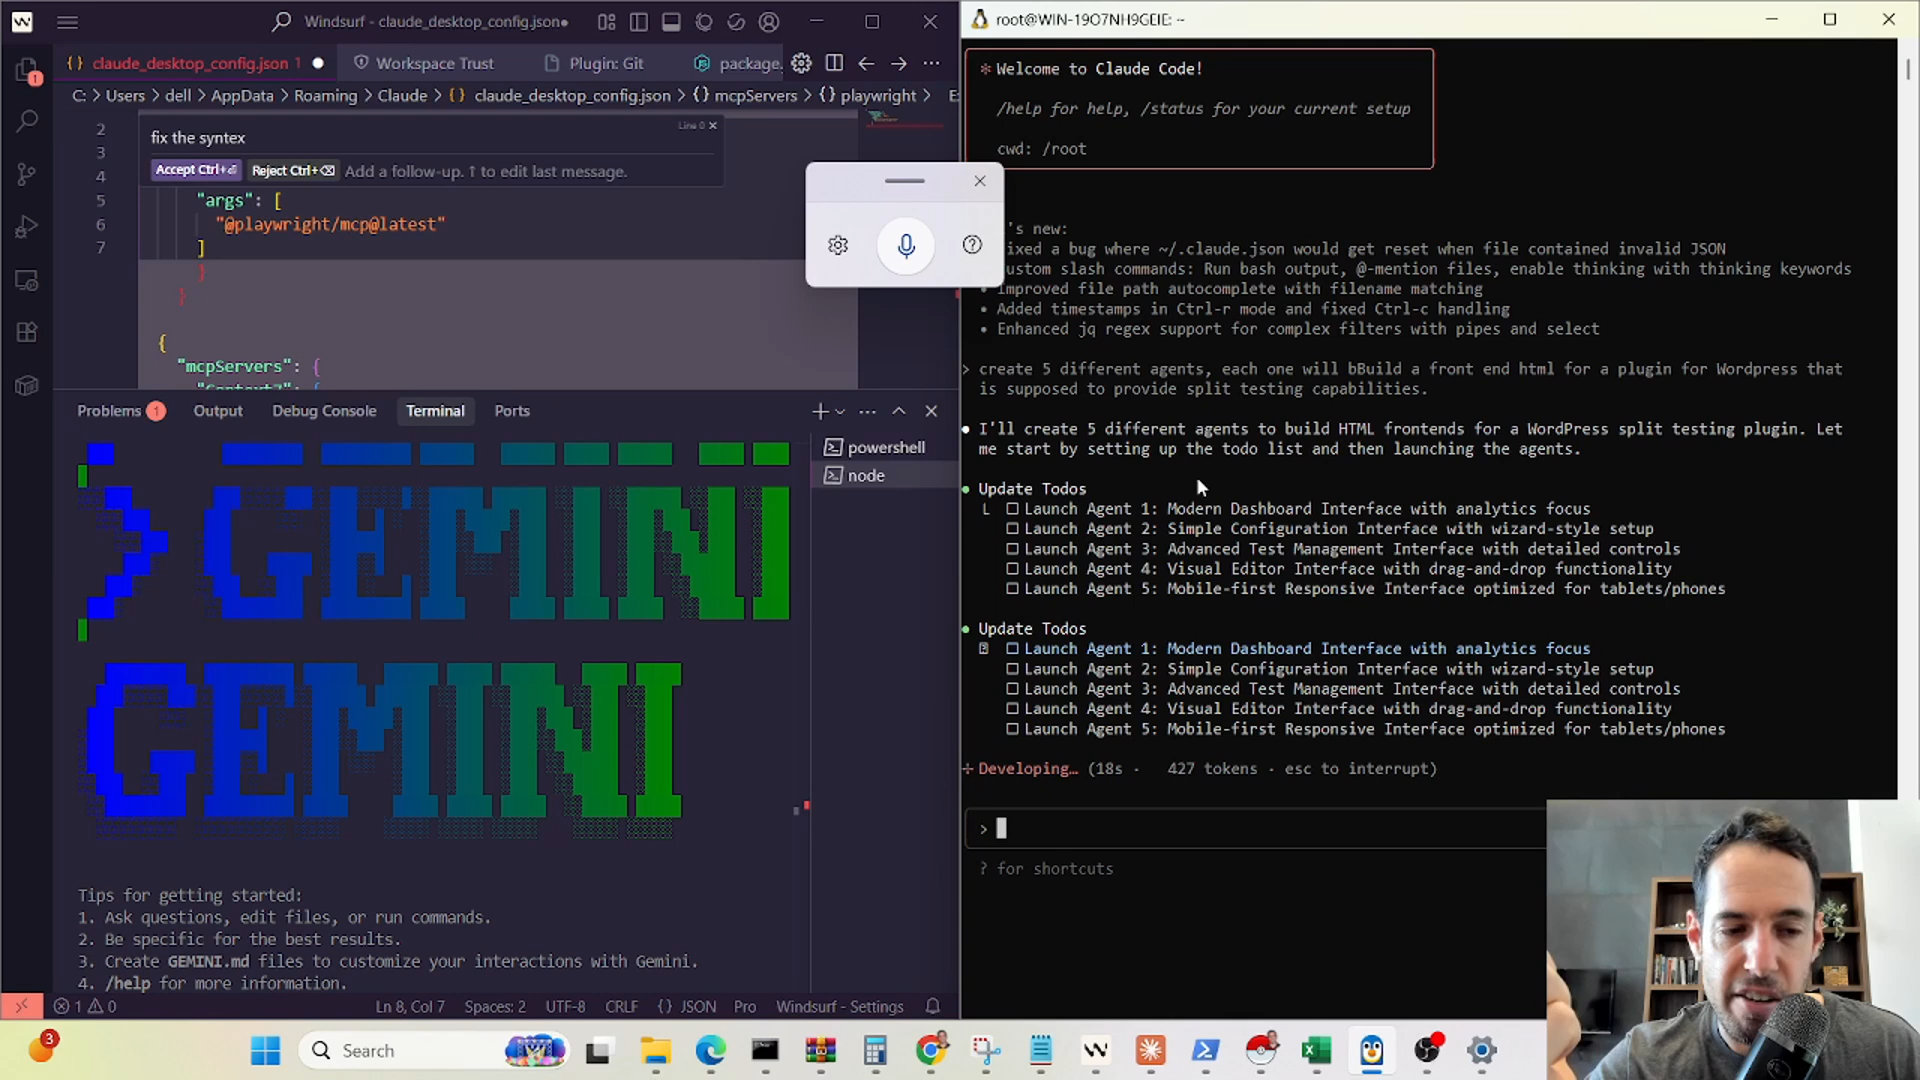 Windsurf - claude_desktop_config.json●
{} claude_desktop_config.json 1 ●
Workspace Trust
Plugin: Git
package.
C: > Users > dell > AppData > Roaming > Claude > {} claude_desktop_config.json > {} mcpServers > {} playwright >
fix the syntex
Line 0 ×
Accept Ctrl+⏎ Reject Ctrl+⌫ Add a follow-up. ↑ to edit last message.
2
3
4
5 "args": [
6 "@playwright/mcp@latest"
7 ]
}
}
{
"mcpServers": {
Problems 1 Output Debug Console Terminal Ports
powershell
node
> GEMINI
GEMINI
Tips for getting started:
1. Ask questions, edit files, or run commands.
2. Be specific for the best results.
3. Create GEMINI.md files to customize your interactions with Gemini.
4. /help for more information.
1 0 Ln 8, Col 7 Spaces: 2 UTF-8 CRLF {} JSON Pro Windsurf - Settings
root@WIN-19O7NH9GEIE: ~
* Welcome to Claude Code!
/help for help, /status for your current setup
cwd: /root
's new:
ixed a bug where ~/.claude.json would get reset when file contained invalid JSON
ustom slash commands: Run bash output, @-mention files, enable thinking with thinking keywords
• Improved file path autocomplete with filename matching
• Added timestamps in Ctrl-r mode and fixed Ctrl-c handling
• Enhanced jq regex support for complex filters with pipes and select
> create 5 different agents, each one will bBuild a front end html for a plugin for Wordpress that
is supposed to provide split testing capabilities.
● I'll create 5 different agents to build HTML frontends for a WordPress split testing plugin. Let
me start by setting up the todo list and then launching the agents.
● Update Todos
L ☐ Launch Agent 1: Modern Dashboard Interface with analytics focus
☐ Launch Agent 2: Simple Configuration Interface with wizard-style setup
☐ Launch Agent 3: Advanced Test Management Interface with detailed controls
☐ Launch Agent 4: Visual Editor Interface with drag-and-drop functionality
☐ Launch Agent 5: Mobile-first Responsive Interface optimized for tablets/phones
● Update Todos
☐ Launch Agent 1: Modern Dashboard Interface with analytics focus
☐ Launch Agent 2: Simple Configuration Interface with wizard-style setup
☐ Launch Agent 3: Advanced Test Management Interface with detailed controls
☐ Launch Agent 4: Visual Editor Interface with drag-and-drop functionality
☐ Launch Agent 5: Mobile-first Responsive Interface optimized for tablets/phones
Developing… (18s · 427 tokens · esc to interrupt)
>
? for shortcuts
3
Search